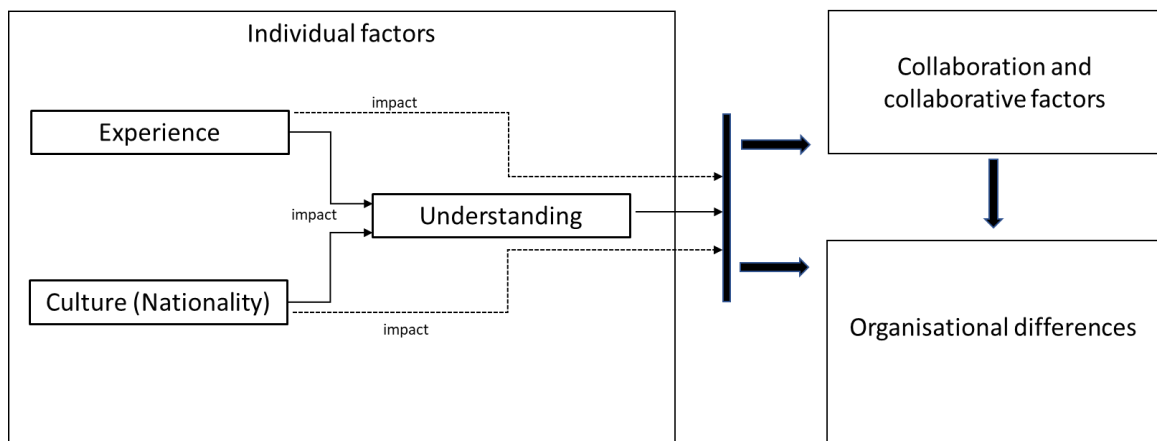 Individual factors
impact
Experience
impact
Understanding
Culture (Nationality)
impact
Collaboration and
collaborative factors
Organisational differences